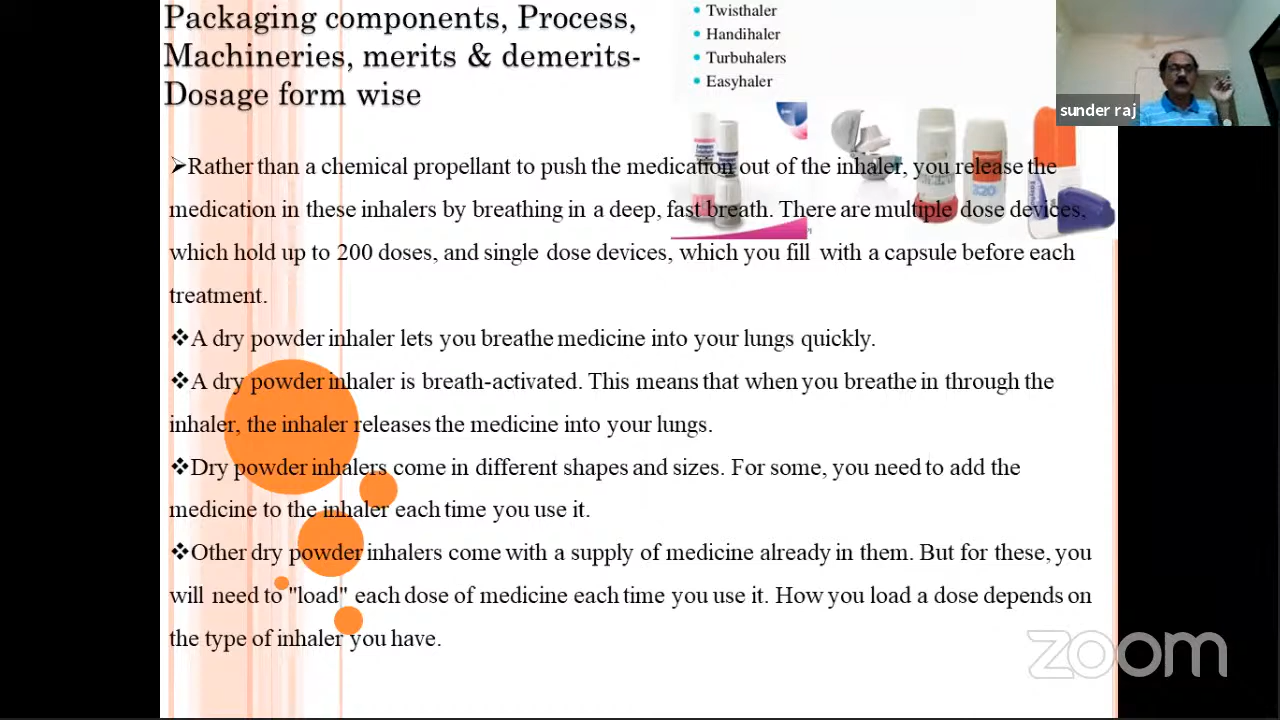 Packaging components, Process,
Machineries, merits & demerits-
Dosage form wise
• Twisthaler
• Handihaler
• Turbuhalers
• Easyhaler
sunder raj
➢Rather than a chemical propellant to push the medication out of the inhaler, you release the
medication in these inhalers by breathing in a deep, fast breath. There are multiple dose devices,
which hold up to 200 doses, and single dose devices, which you fill with a capsule before each
treatment.
❖A dry powder inhaler lets you breathe medicine into your lungs quickly.
❖A dry powder inhaler is breath-activated. This means that when you breathe in through the
inhaler, the inhaler releases the medicine into your lungs.
❖Dry powder inhalers come in different shapes and sizes. For some, you need to add the
medicine to the inhaler each time you use it.
❖Other dry powder inhalers come with a supply of medicine already in them. But for these, you
will need to "load" each dose of medicine each time you use it. How you load a dose depends on
the type of inhaler you have.
zoom